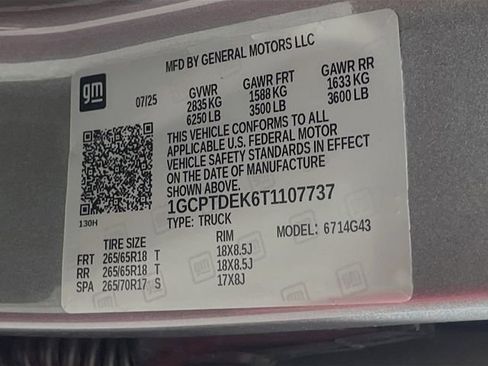 MFD BY GENERAL MOTORS LLC
gm
07/25 GVWR GAWR FRT GAWR RR
2835 KG 1588 KG 1633 KG
6250 LB 3500 LB 3600 LB
THIS VEHICLE CONFORMS TO ALL
APPLICABLE U.S. FEDERAL MOTOR
VEHICLE SAFETY STANDARDS IN EFFECT
ON THE DATE OF MANUFACTURE
SHOWN ABOVE.
130H
1GCPTDEK6T1107737
TYPE: TRUCK MODEL: 6714G43
TIRE SIZE RIM
FRT 265/65R18 T 18X8.5J
RR 265/65R18 T 18X8.5J
SPA 265/70R17 S 17X8J